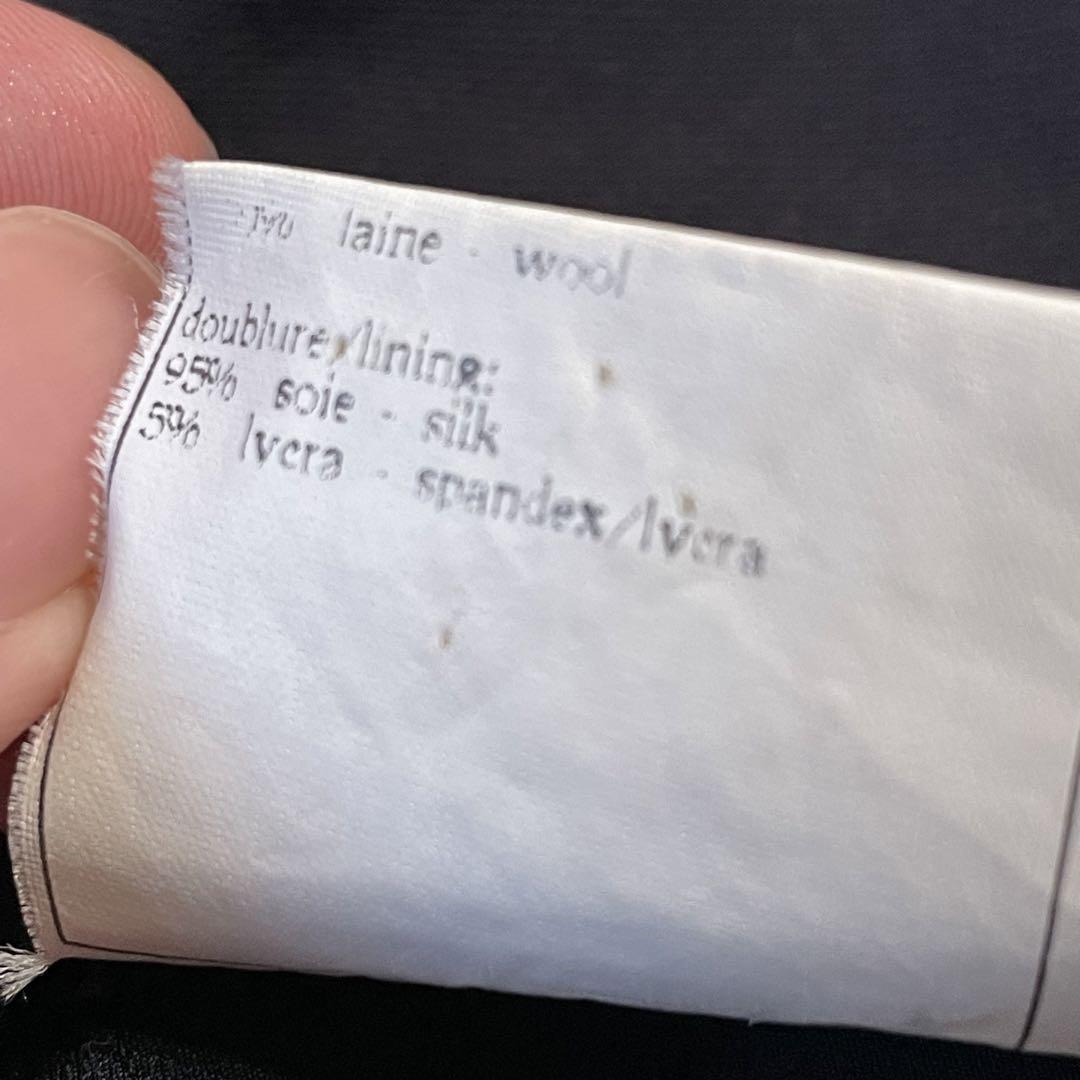 laine - wool
doublure/lining:
95% soie - silk
5% lycra - spandex/lycra